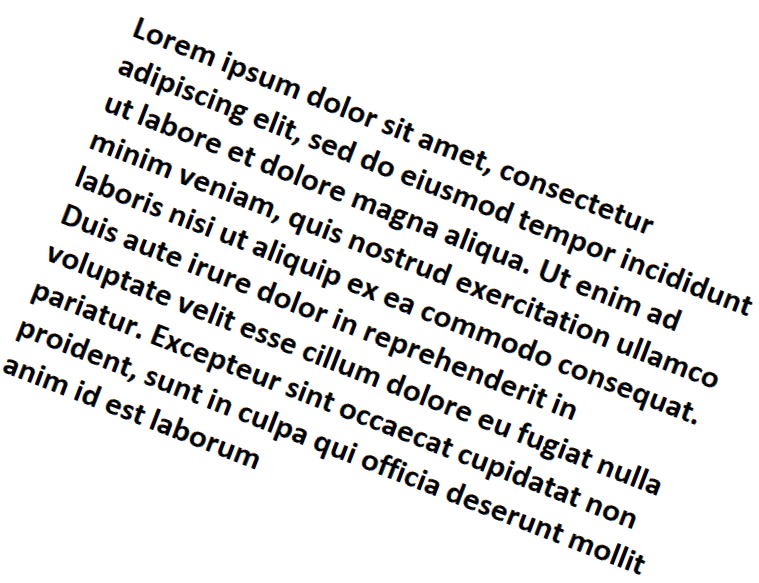 Lorem ipsum dolor sit amet, consectetur
adipiscing elit, sed do eiusmod tempor incididunt
ut labore et dolore magna aliqua. Ut enim ad
minim veniam, quis nostrud exercitation ullamco
laboris nisi ut aliquip ex ea commodo consequat.
Duis aute irure dolor in reprehenderit in
voluptate velit esse cillum dolore eu fugiat nulla
pariatur. Excepteur sint occaecat cupidatat non
proident, sunt in culpa qui officia deserunt mollit
anim id est laborum